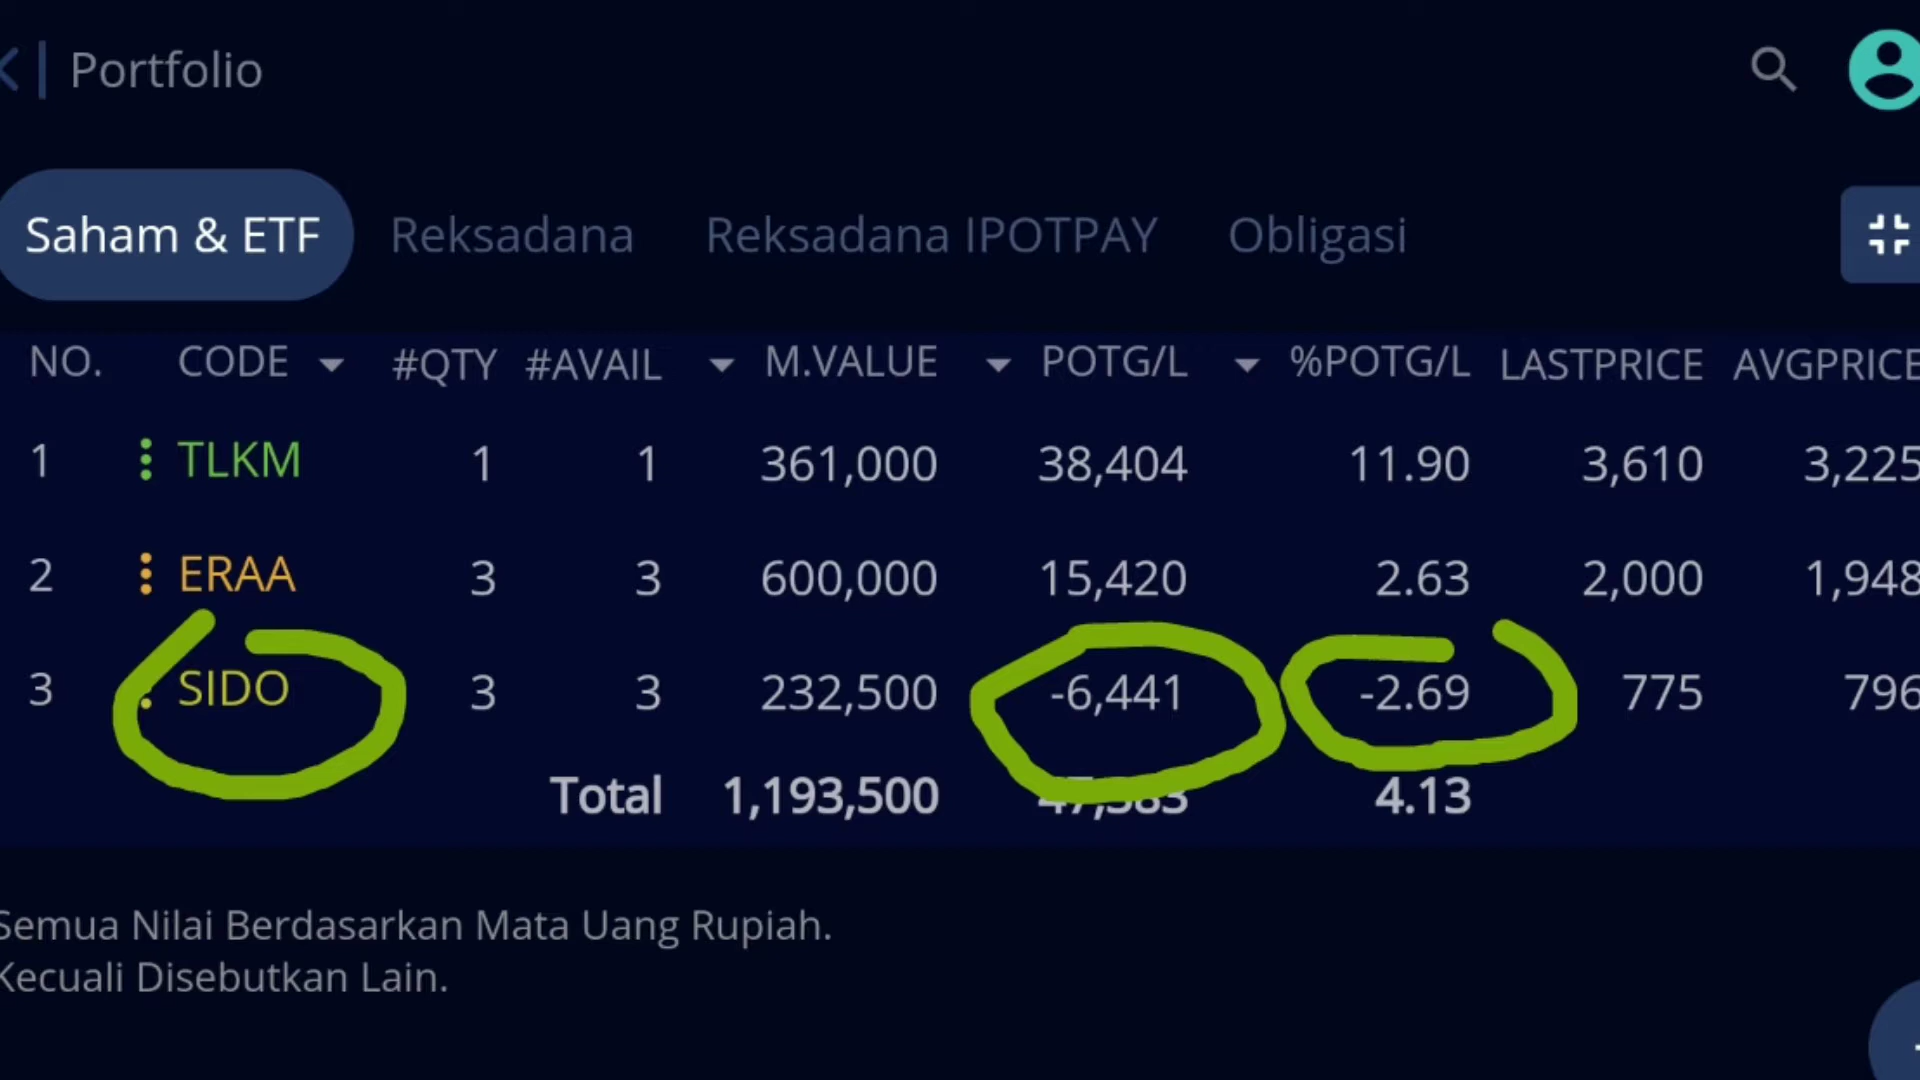 Portfolio
Saham & ETF Reksadana Reksadana IPOTPAY Obligasi
NO. CODE #QTY #AVAIL M.VALUE POTG/L %POTG/L LASTPRICE AVGPRICE
1 TLKM 1 1 361,000 38,404 11.90 3,610 3,225
2 ERAA 3 3 600,000 15,420 2.63 2,000 1,948
3 SIDO 3 3 232,500 -6,441 -2.69 775 796
Total 1,193,500 47,383 4.13
Semua Nilai Berdasarkan Mata Uang Rupiah.
Kecuali Disebutkan Lain.